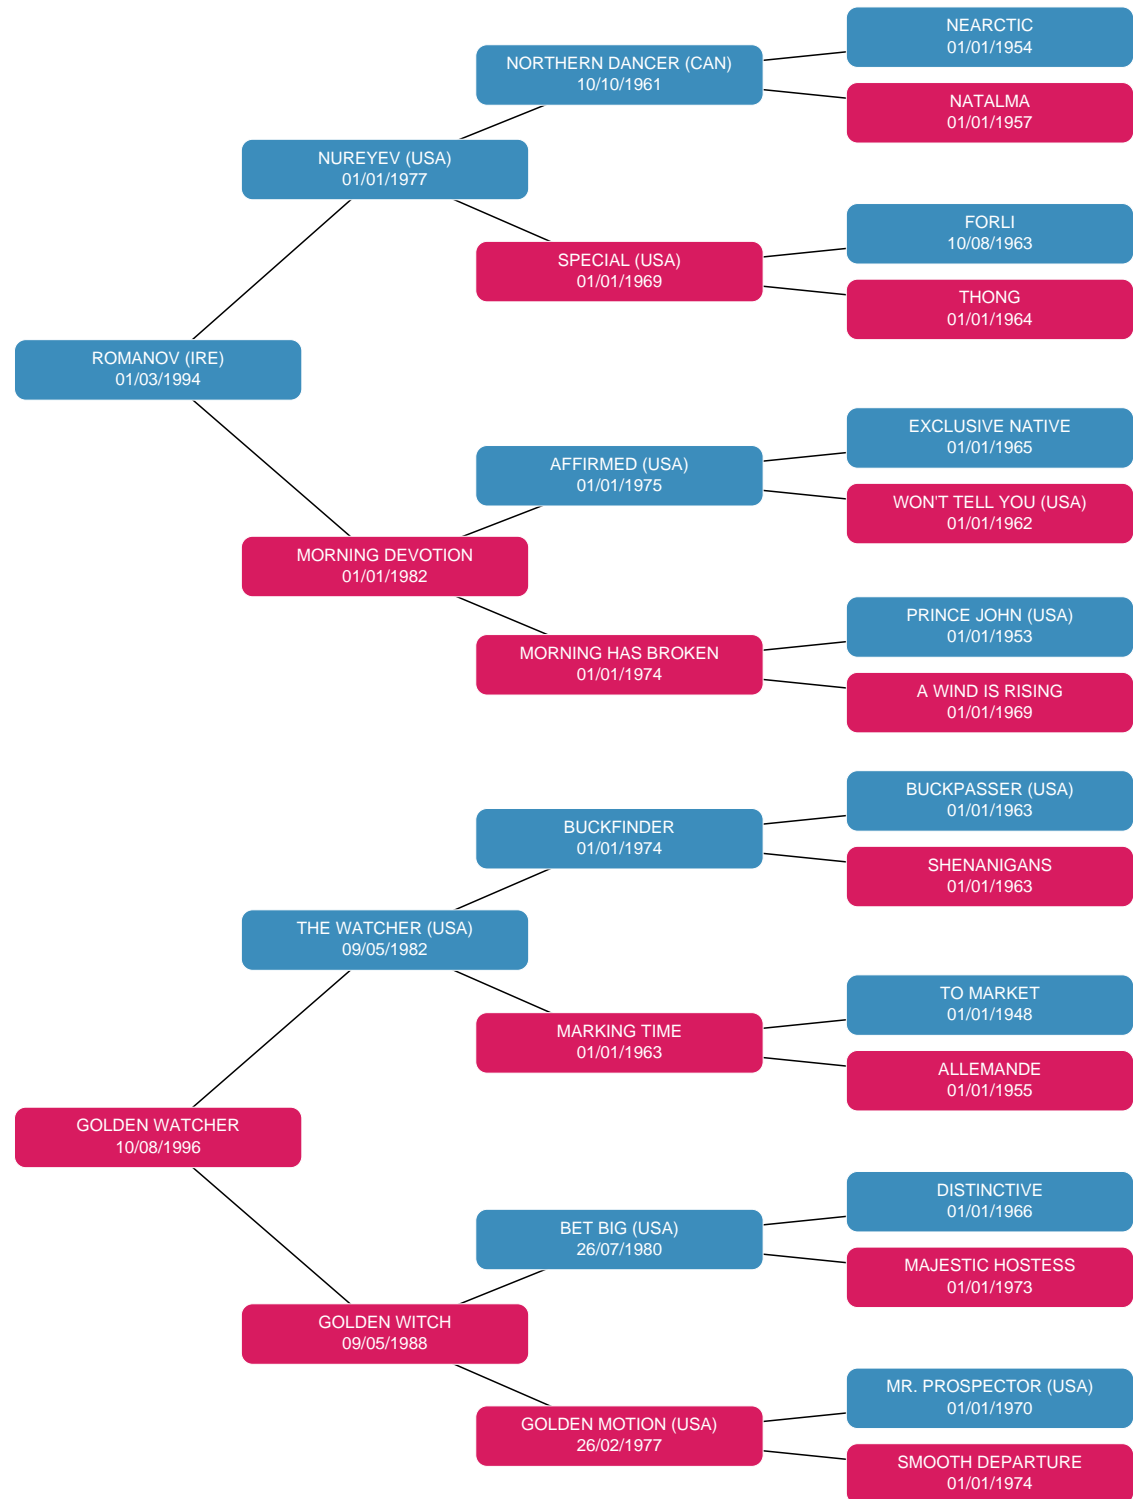 NEARCTIC
01/01/1954
NORTHERN DANCER (CAN)
10/10/1961
NATALMA
01/01/1957
NUREYEV (USA)
01/01/1977
FORLI
10/08/1963
SPECIAL (USA)
01/01/1969
THONG
01/01/1964
ROMANOV (IRE)
01/03/1994
EXCLUSIVE NATIVE
01/01/1965
AFFIRMED (USA)
01/01/1975
WON'T TELL YOU (USA)
01/01/1962
MORNING DEVOTION
01/01/1982
PRINCE JOHN (USA)
01/01/1953
MORNING HAS BROKEN
01/01/1974
A WIND IS RISING
01/01/1969
BUCKPASSER (USA)
01/01/1963
BUCKFINDER
01/01/1974
SHENANIGANS
01/01/1963
THE WATCHER (USA)
09/05/1982
TO MARKET
01/01/1948
MARKING TIME
01/01/1963
ALLEMANDE
01/01/1955
GOLDEN WATCHER
10/08/1996
DISTINCTIVE
01/01/1966
BET BIG (USA)
26/07/1980
MAJESTIC HOSTESS
01/01/1973
GOLDEN WITCH
09/05/1988
MR. PROSPECTOR (USA)
01/01/1970
GOLDEN MOTION (USA)
26/02/1977
SMOOTH DEPARTURE
01/01/1974